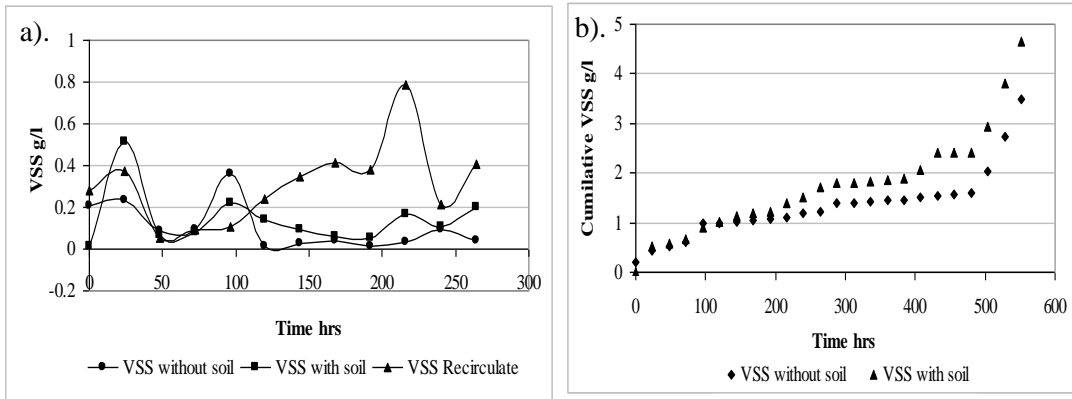 a).
VSS g/l
1
0.8
0.6
0.4
0.2
0
-0.2
0 50 100 150 200 250 300
Time hrs
VSS without soil VSS with soil VSS Recirculate
b).
Cumilative VSS g/l
5
4
3
2
1
0
0 100 200 300 400 500 600
Time hrs
VSS without soil VSS with soil